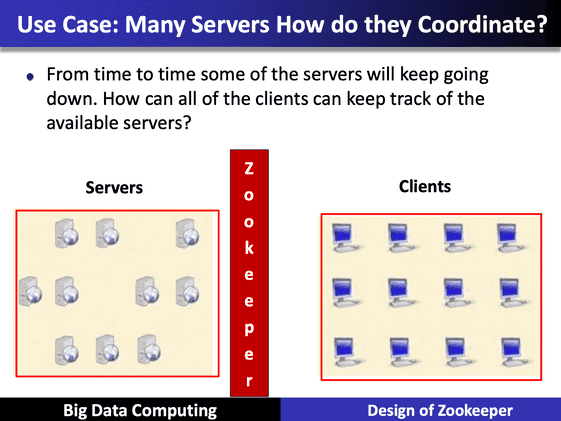 Use Case: Many Servers How do they Coordinate?
From time to time some of the servers will keep going
down. How can all of the clients can keep track of the
available servers?
Servers
Zookeeper
Clients
Big Data Computing
Design of Zookeeper